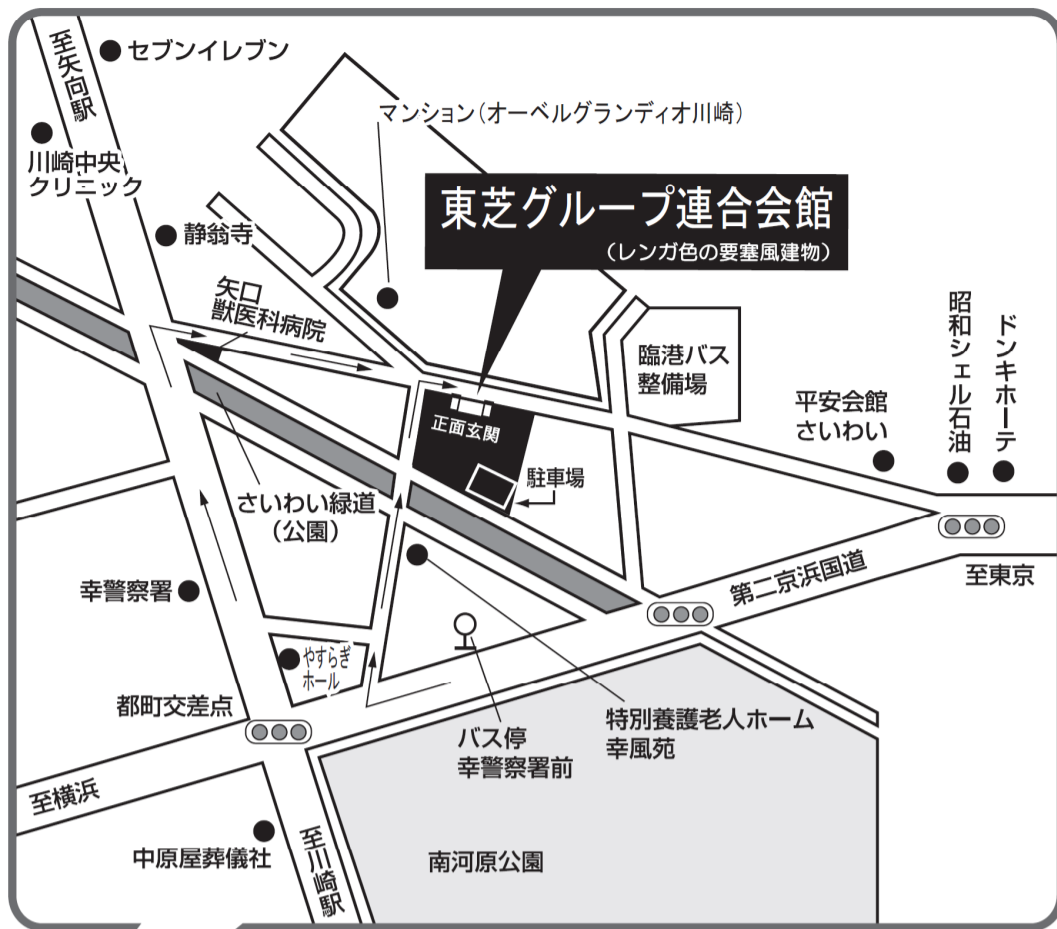 至矢向駅
セブンイレブン
マンション（オーベルグランディオ川崎）
川崎中央
クリニック
東芝グループ連合会館
（レンガ色の要塞風建物）
静翁寺
矢口
獣医科病院
臨港バス
整備場
昭和シェル石油
ドンキホーテ
平安会館
さいわい
正面玄関
駐車場
さいわい緑道
（公園）
第二京浜国道
至東京
幸警察署
やすらぎ
ホール
都町交差点
バス停
幸警察署前
特別養護老人ホーム
幸風苑
至横浜
中原屋葬儀社
至川崎駅
南河原公園